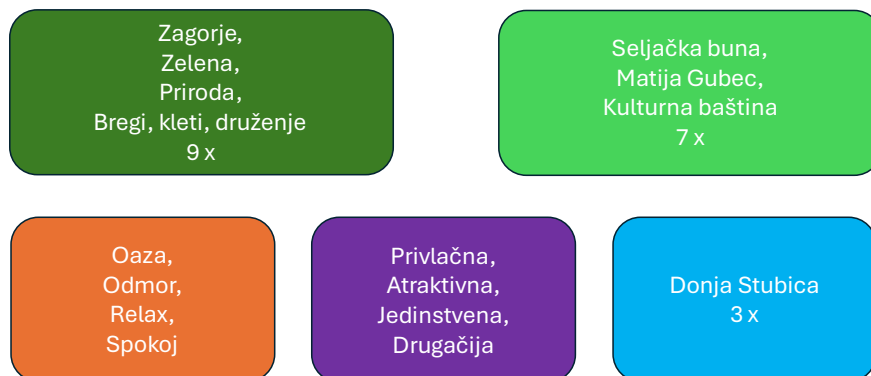 Zagorje,
Zelena,
Priroda,
Bregi, kleti, druženje
9 x
Seljačka buna,
Matija Gubec,
Kulturna baština
7 x
Oaza,
Odmor,
Relax,
Spokoj
Privlačna,
Atraktivna,
Jedinstvena,
Drugačija
Donja Stubica
3 x